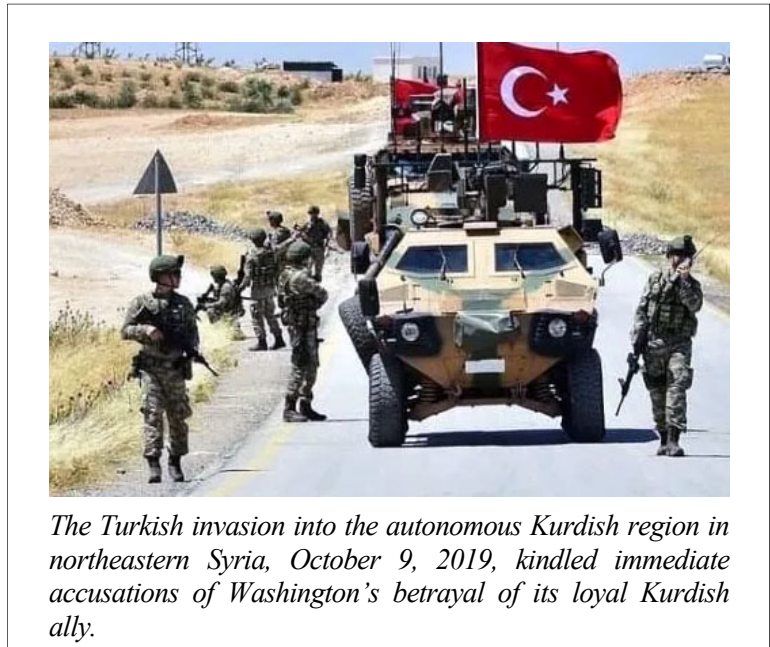 The Turkish invasion into the autonomous Kurdish region in
northeastern Syria, October 9, 2019, kindled immediate
accusations of Washington’s betrayal of its loyal Kurdish
ally.